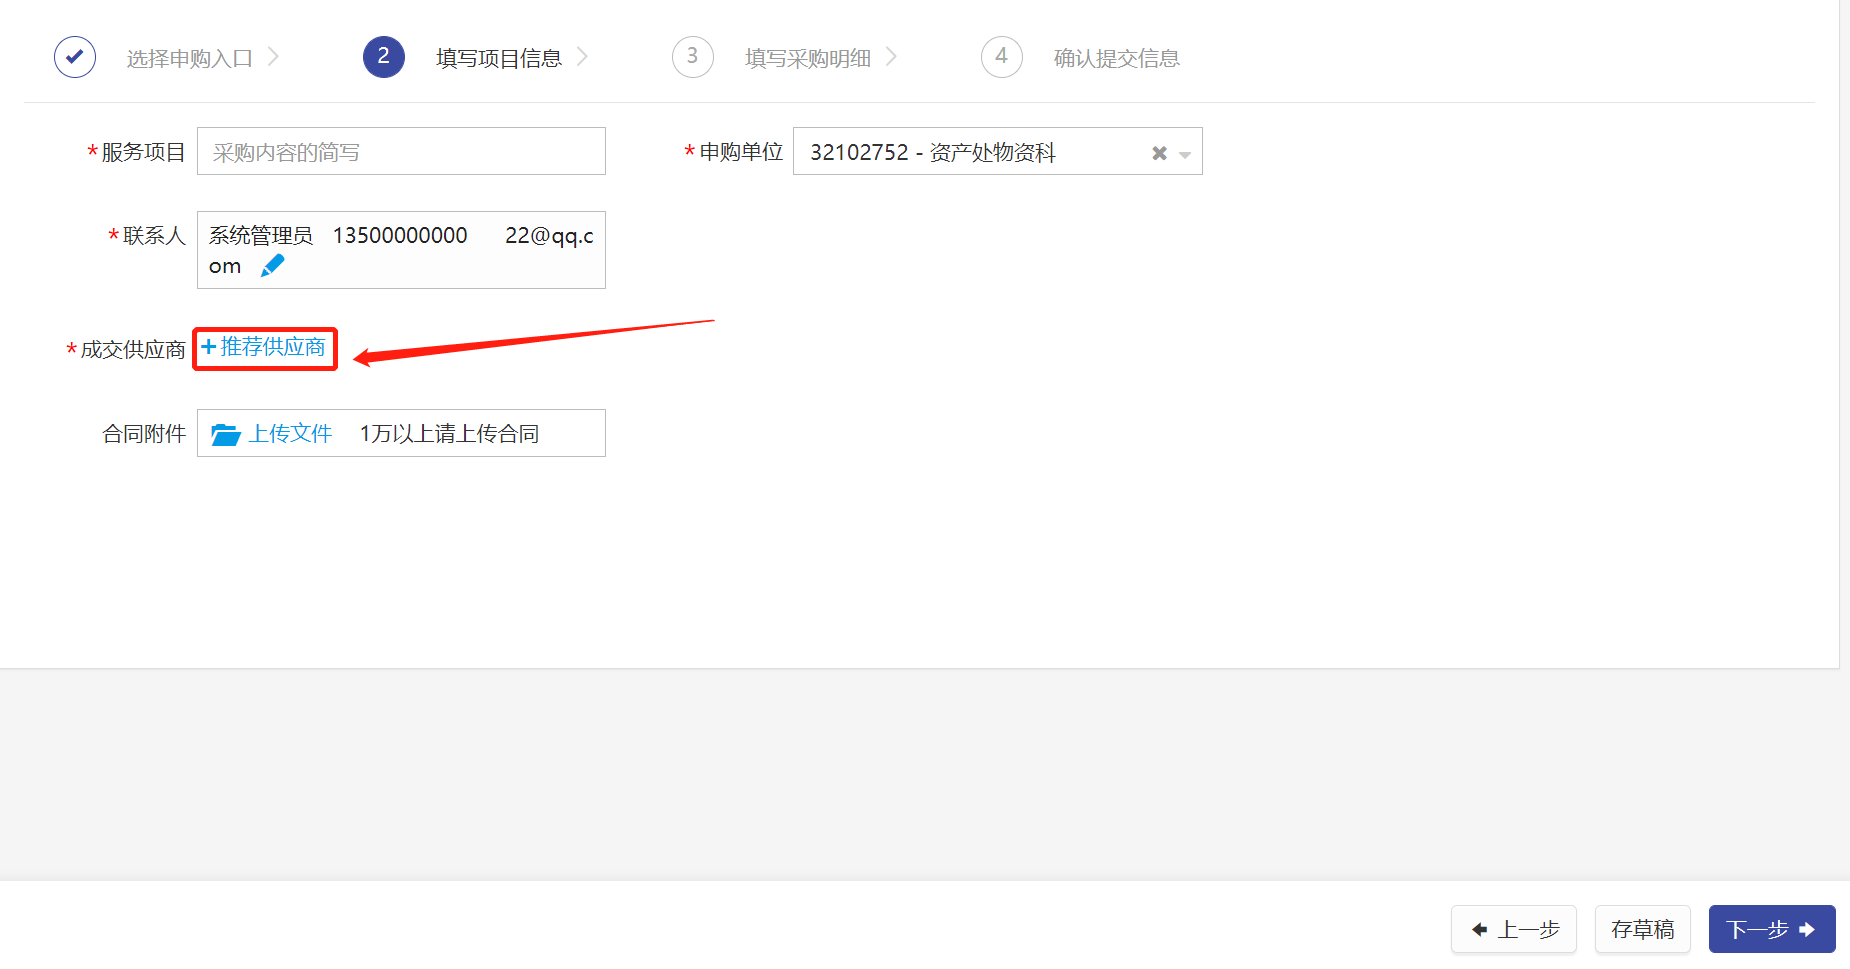 选择申购入口
2 填写项目信息
3 填写采购明细
4 确认提交信息
*服务项目 采购内容的简写
*申购单位 32102752 - 资产处物资科
*联系人 系统管理员 13500000000 22@qq.c
om
*成交供应商 +推荐供应商
合同附件 上传文件 1万以上请上传合同
上一步 存草稿 下一步